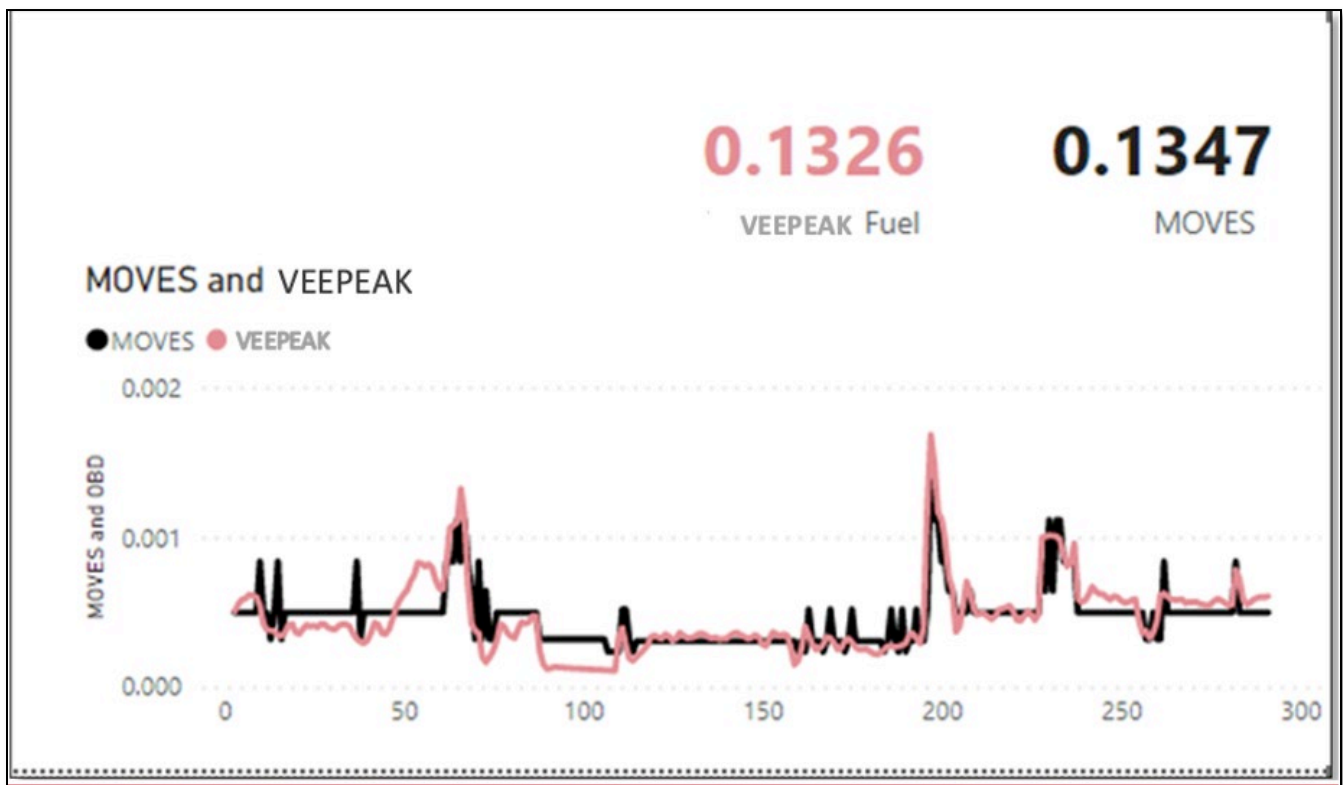 0.1326 0.1347
VEEPEAK Fuel MOVES
MOVES and VEEPEAK
MOVES VEEPEAK
0.002
MOVES and OBD
0.001
0.000
0 50 100 150 200 250 300